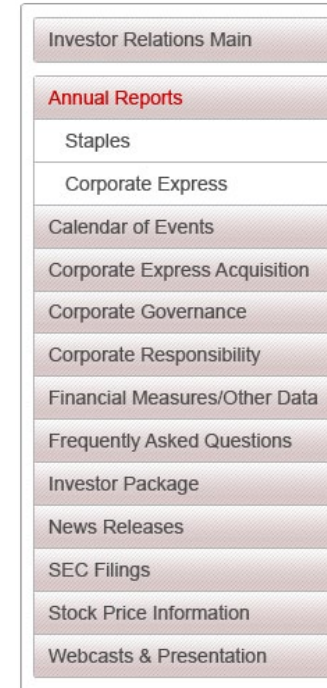 Investor Relations Main
Annual Reports
Staples
Corporate Express
Calendar of Events
Corporate Express Acquisition
Corporate Governance
Corporate Responsibility
Financial Measures/Other Data
Frequently Asked Questions
Investor Package
News Releases
SEC Filings
Stock Price Information
Webcasts & Presentation